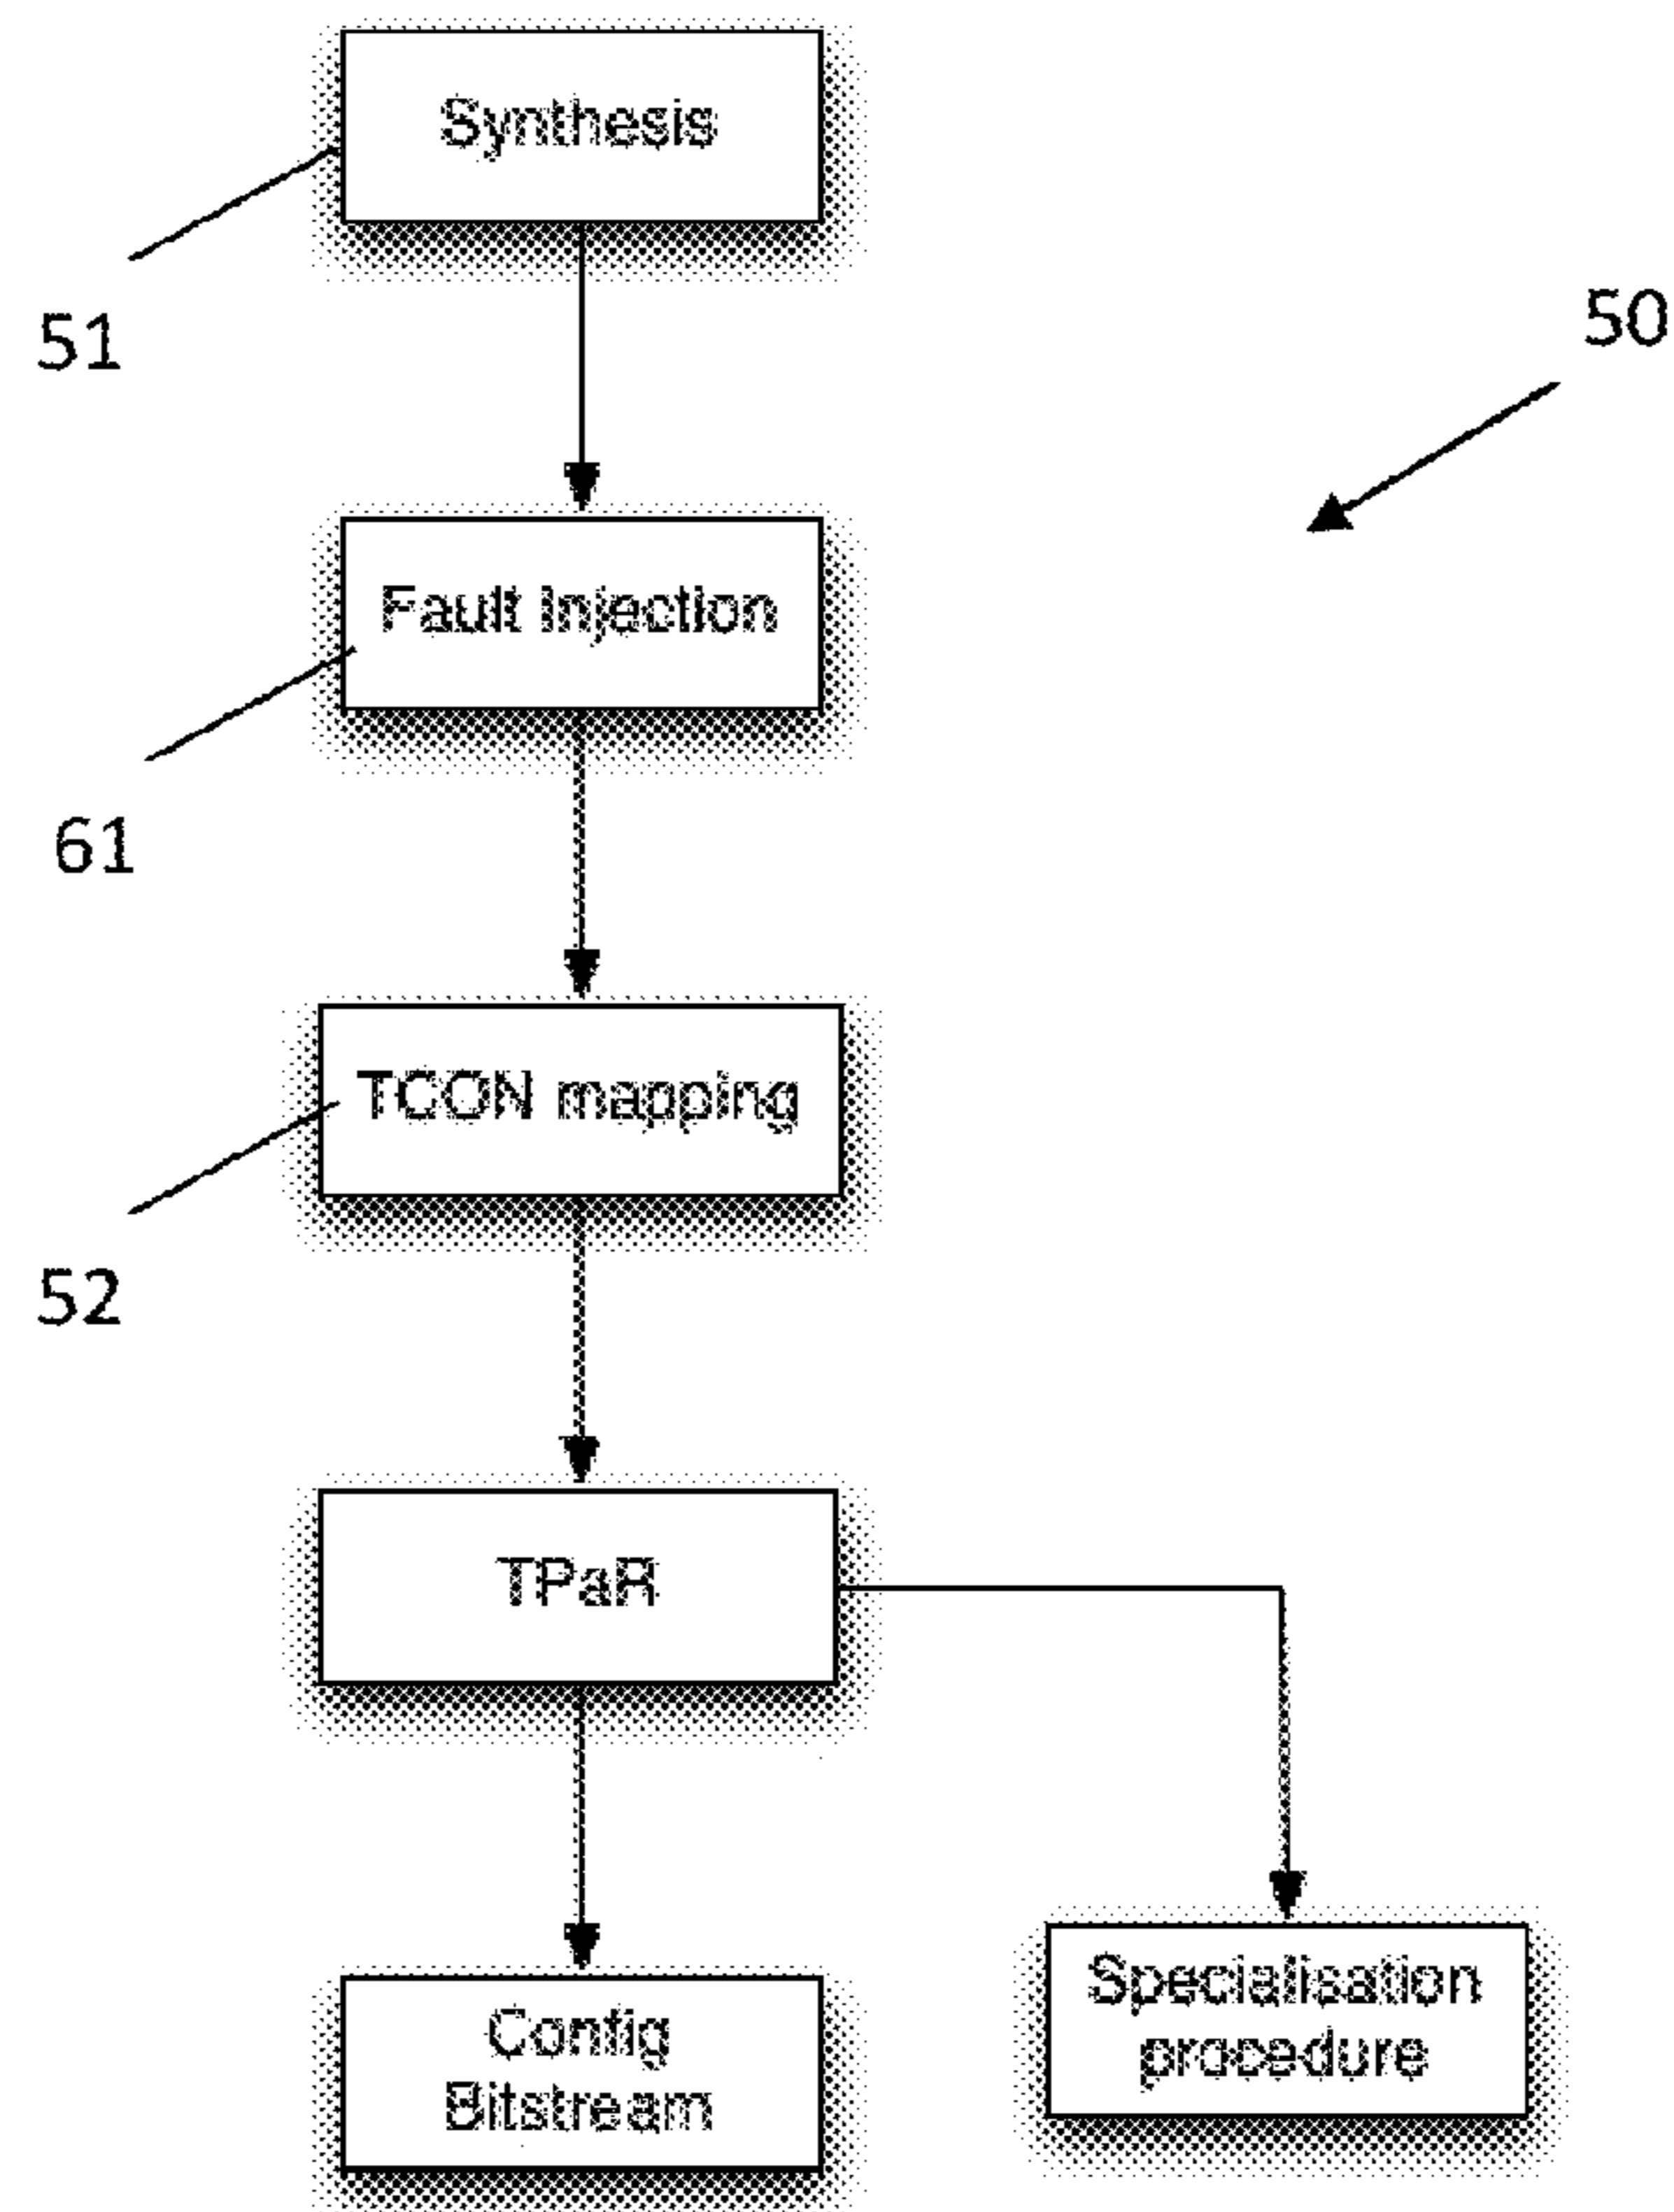 Synthesis
51
50
Fault Injection
61
TCON mapping
52
TPaR
Specialisation
procedure
Config
Bitstream